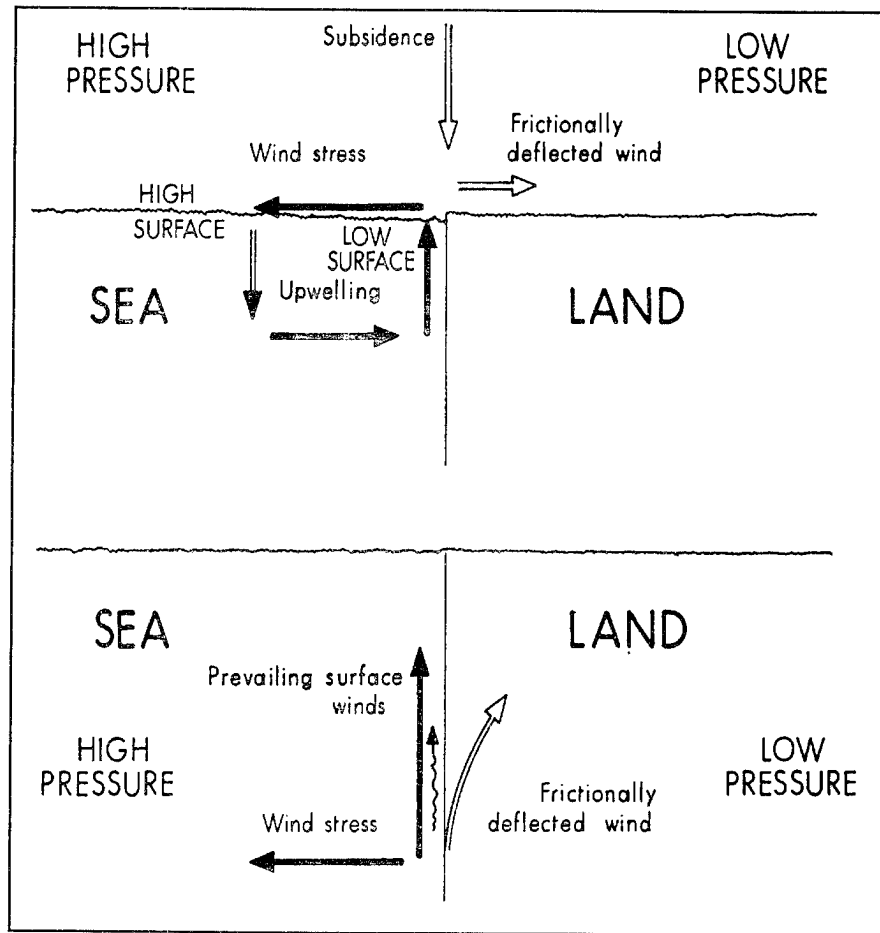 HIGH
PRESSURE
Subsidence
LOW
PRESSURE
Wind stress
Frictionally
deflected wind
HIGH
SURFACE
LOW
SURFACE
SEA
Upwelling
LAND
SEA
LAND
Prevailing surface
winds
HIGH
PRESSURE
LOW
PRESSURE
Wind stress
Frictionally
deflected wind